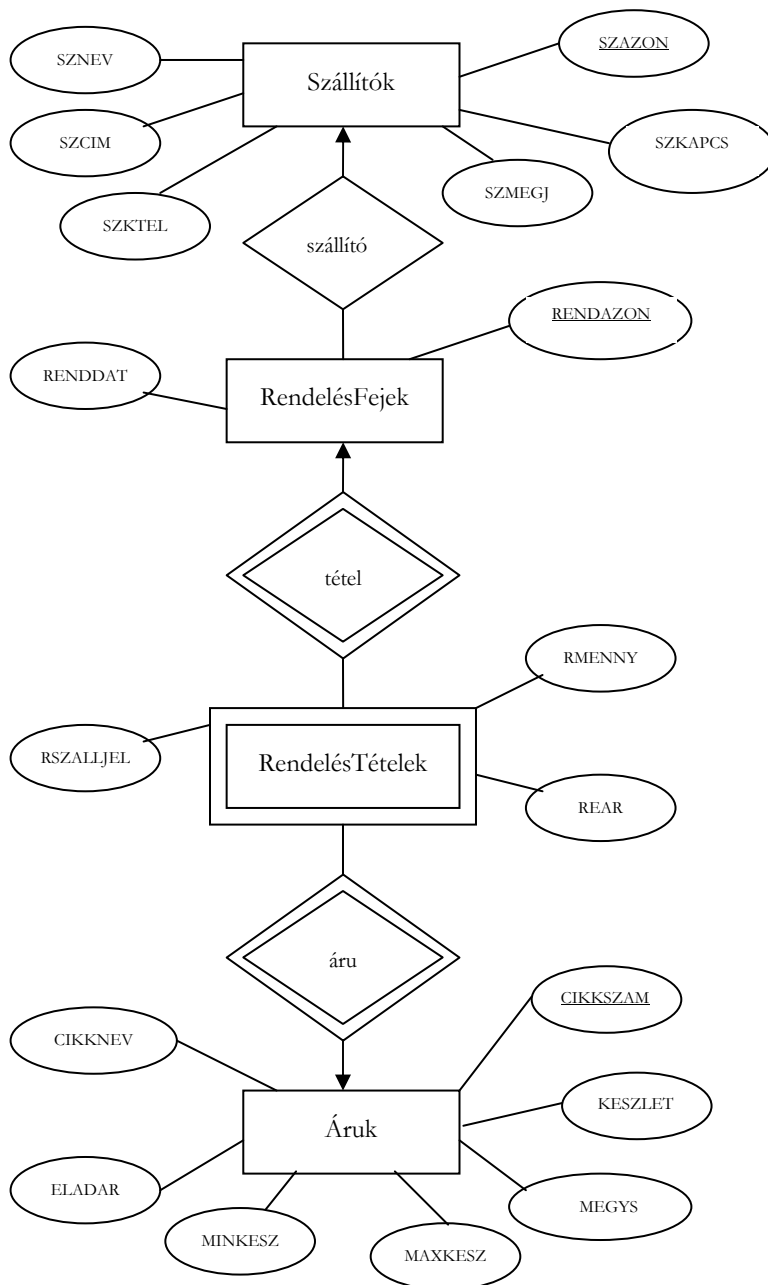 SZNEV
Szállítók
SZAZON
SZCIM
SZKAPCS
SZKTEL
SZMEGJ
szállító
RENDAZON
RENDDAT
RendelésFejek
tétel
RMENNY
RSZALLJEL
RendelésTételek
REAR
áru
CIKKSZAM
CIKKNEV
KESZLET
Áruk
ELADAR
MEGYS
MINKESZ
MAXKESZ